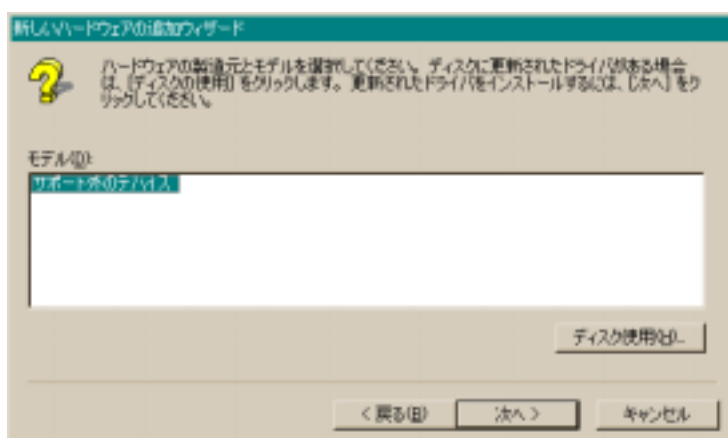 新しいハードウェアの追加ウィザード
ハードウェアの製造元とモデルを選択してください。ディスクに更新されたドライバがある場合
は、[ディスクの使用] をクリックします。 更新されたドライバをインストールするには、[次へ] をク
リックしてください。
モデル(D):
サポート外のデバイス
ディスク使用(H)...
< 戻る(B)
次へ >
キャンセル